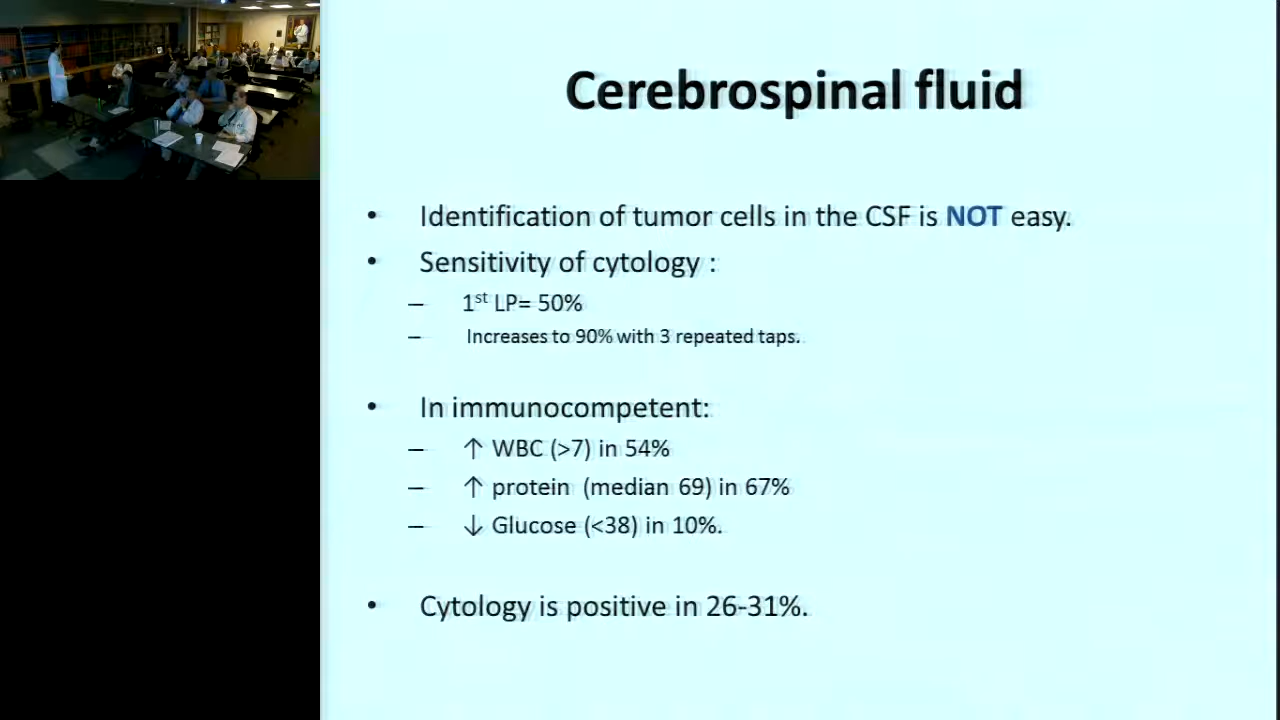 Cerebrospinal fluid
• Identification of tumor cells in the CSF is NOT easy.
• Sensitivity of cytology :
– 1st LP= 50%
– Increases to 90% with 3 repeated taps.
• In immunocompetent:
– ↑ WBC (>7) in 54%
– ↑ protein (median 69) in 67%
– ↓ Glucose (<38) in 10%.
• Cytology is positive in 26-31%.